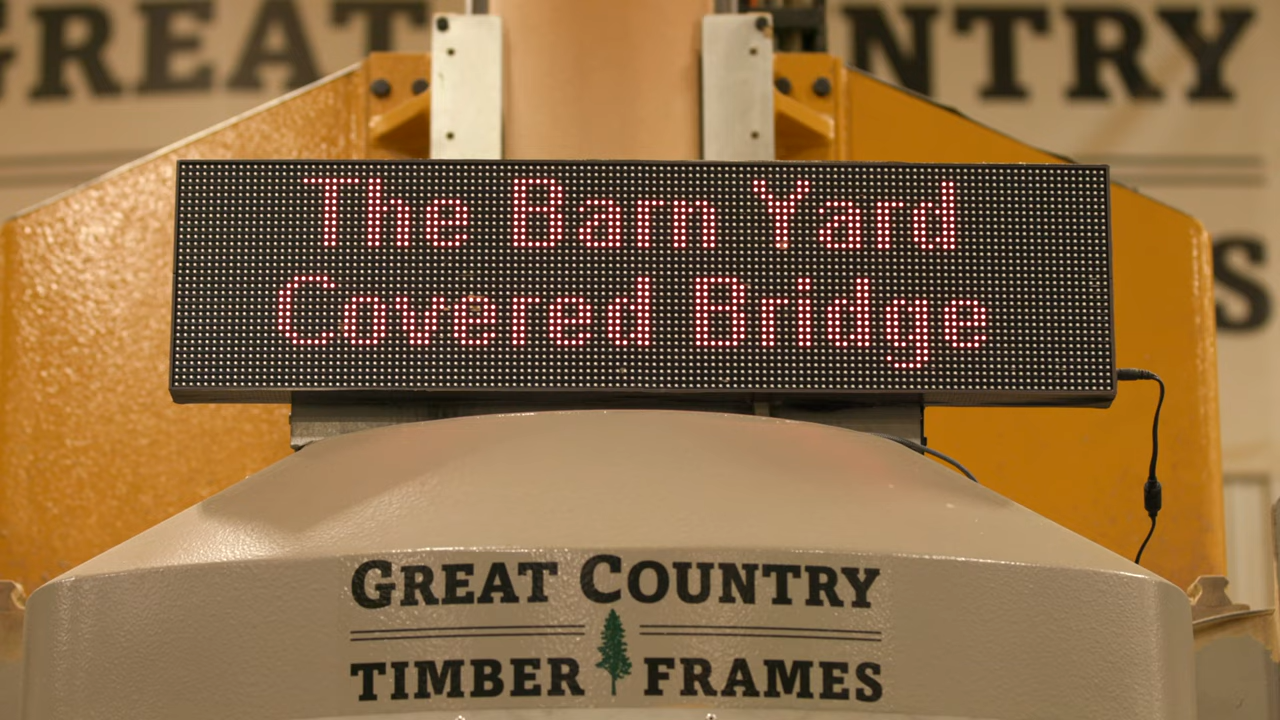 GREAT
NTRY
The Barn Yard
Covered Bridge
S
GREAT COUNTRY
TIMBER FRAMES